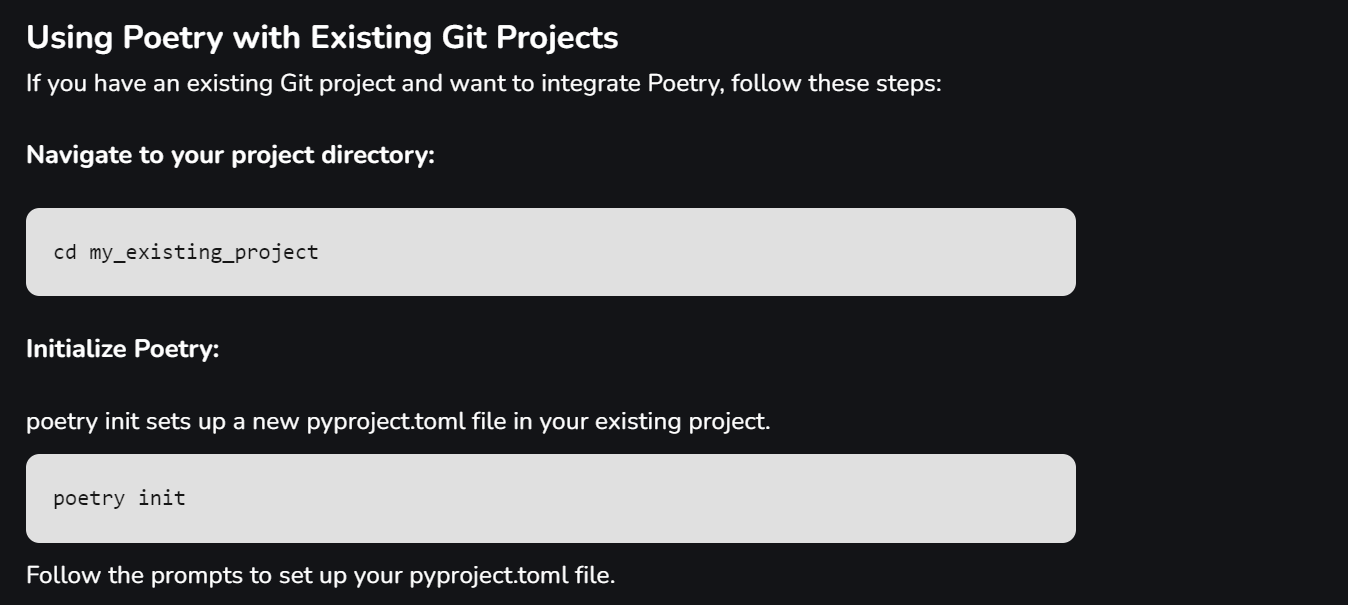 Using Poetry with Existing Git Projects
If you have an existing Git project and want to integrate Poetry, follow these steps:
Navigate to your project directory:
cd my_existing_project
Initialize Poetry:
poetry init sets up a new pyproject.toml file in your existing project.
poetry init
Follow the prompts to set up your pyproject.toml file.